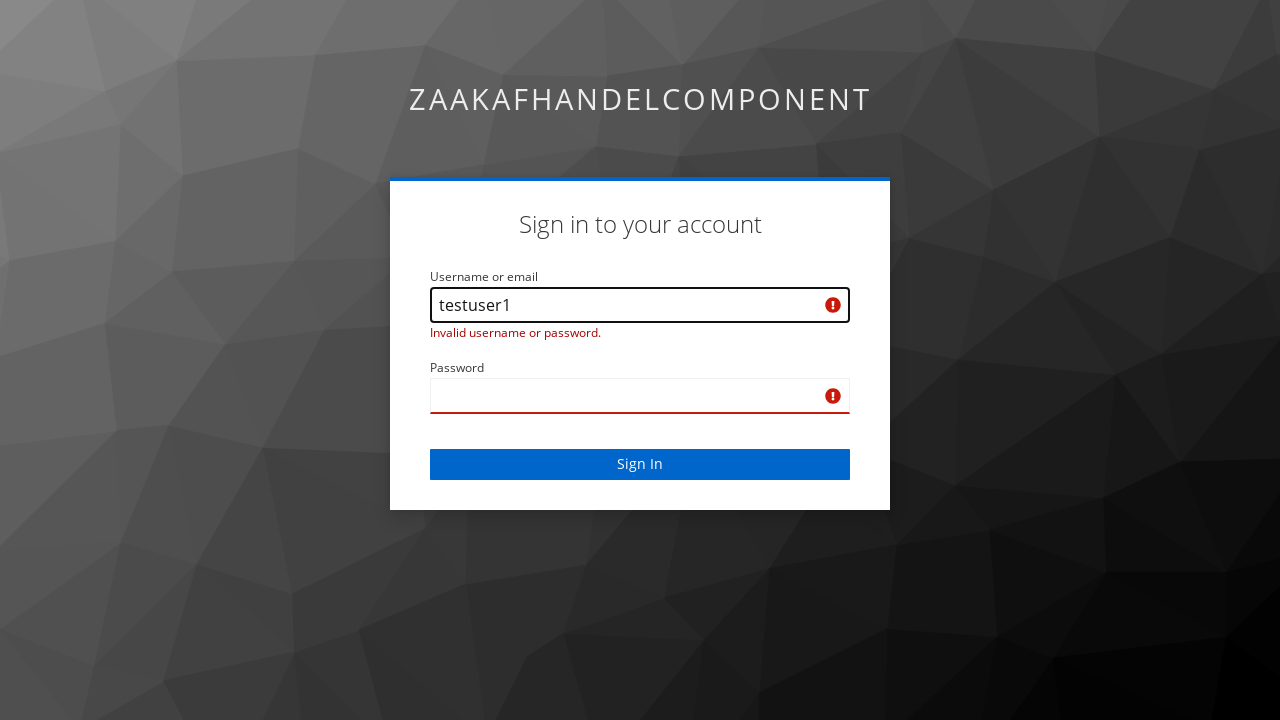 ZAAKAFHANDELCOMPONENT
Sign in to your account
Username or email
testuser1
Invalid username or password.
Password
Sign In